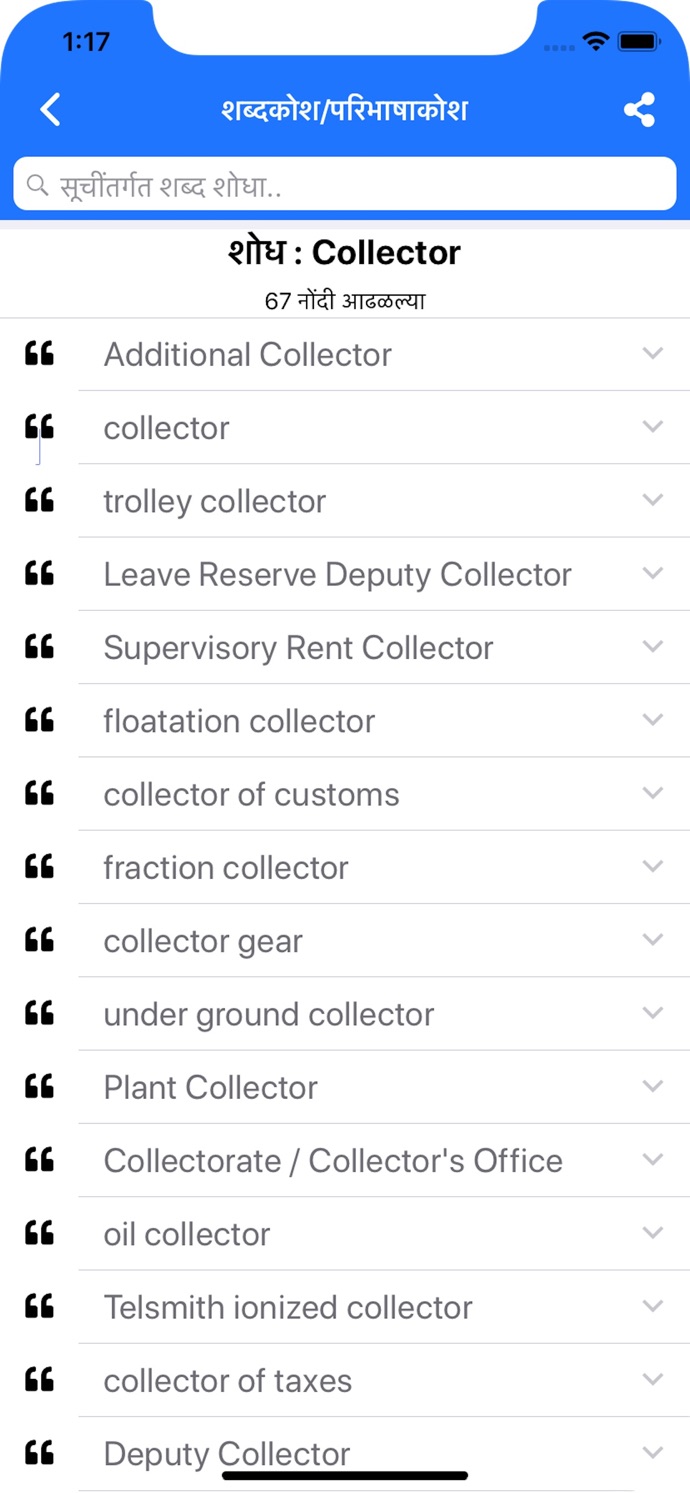 1:17
शब्दकोश/परिभाषाकोश
सूचींतर्गत शब्द शोधा..
शोध : Collector
67 नोंदी आढळल्या
Additional Collector
collector
trolley collector
Leave Reserve Deputy Collector
Supervisory Rent Collector
floatation collector
collector of customs
fraction collector
collector gear
under ground collector
Plant Collector
Collectorate / Collector's Office
oil collector
Telsmith ionized collector
collector of taxes
Deputy Collector